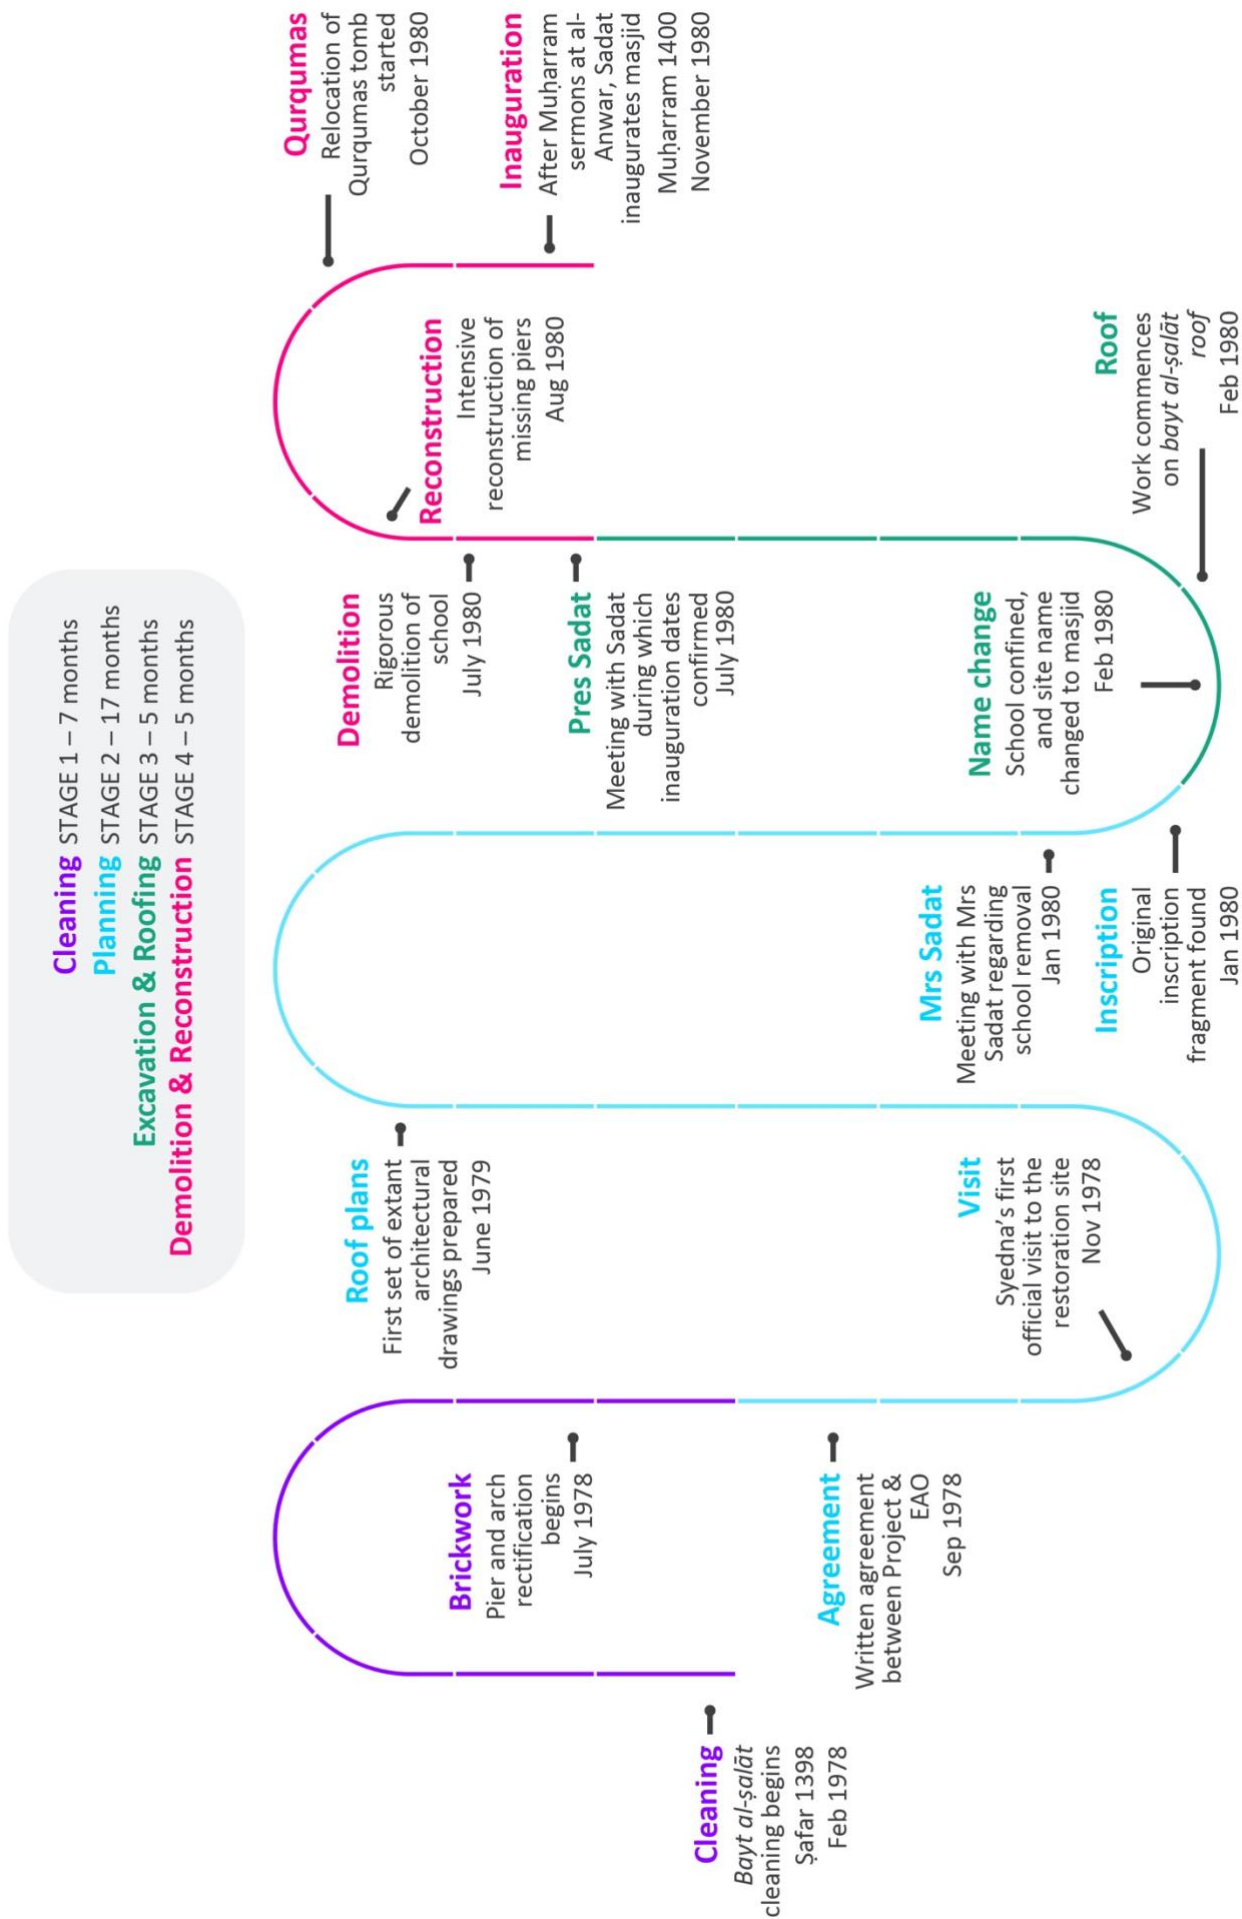 Cleaning STAGE 1 – 7 months
Planning STAGE 2 – 17 months
Excavation & Roofing STAGE 3 – 5 months
Demolition & Reconstruction STAGE 4 – 5 months
Cleaning
Bayt al-ṣalāt
cleaning begins
Ṣafar 1398
Feb 1978
Brickwork
Pier and arch
rectification
begins
July 1978
Agreement
Written agreement
between Project &
EAO
Sep 1978
Visit
Syedna’s first
official visit to the
restoration site
Nov 1978
Roof plans
First set of extant
architectural
drawings prepared
June 1979
Mrs Sadat
Meeting with Mrs
Sadat regarding
school removal
Jan 1980
Inscription
Original
inscription
fragment found
Jan 1980
Name change
School confined,
and site name
changed to masjid
Feb 1980
Roof
Work commences
on bayt al-ṣalāt
roof
Feb 1980
Pres Sadat
Meeting with Sadat
during which
inauguration dates
confirmed
July 1980
Demolition
Rigorous
demolition of
school
July 1980
Reconstruction
Intensive
reconstruction of
missing piers
Aug 1980
Qurqumas
Relocation of
Qurqumas tomb
started
October 1980
Inauguration
After Muḥarram
sermons at al-
Anwar, Sadat
inaugurates masjid
Muḥarram 1400
November 1980